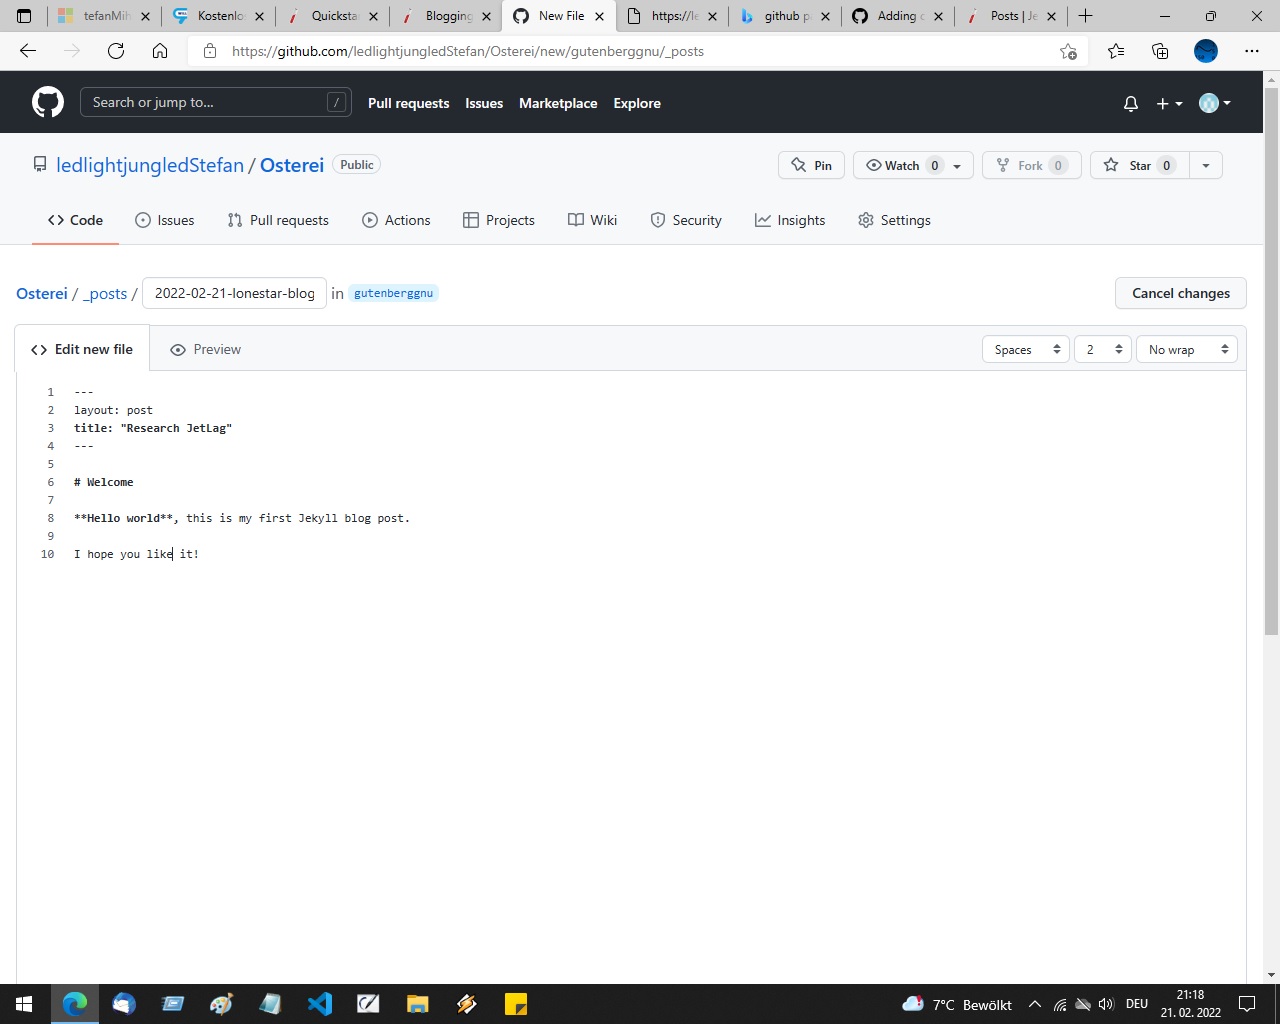 tefanMih
Kostenlo
Quicksta
Blogging
New File
https://le
github p
Adding c
Posts | Je
https://github.com/ledlightjungledStefan/Osterei/new/gutenberggnu/_posts
Search or jump to... /
Pull requests
Issues
Marketplace
Explore
ledlightjungledStefan / Osterei Public
Pin
Watch 0
Fork 0
Star 0
Code
Issues
Pull requests
Actions
Projects
Wiki
Security
Insights
Settings
Osterei / _posts / 2022-02-21-lonestar-blog in gutenberggnu
Cancel changes
Edit new file
Preview
Spaces
2
No wrap
1 ---
2 layout: post
3 title: "Research JetLag"
4 ---
5
6 # Welcome
7
8 **Hello world**, this is my first Jekyll blog post.
9
10 I hope you like it!
7°C Bewölkt
DEU
21:18
21. 02. 2022